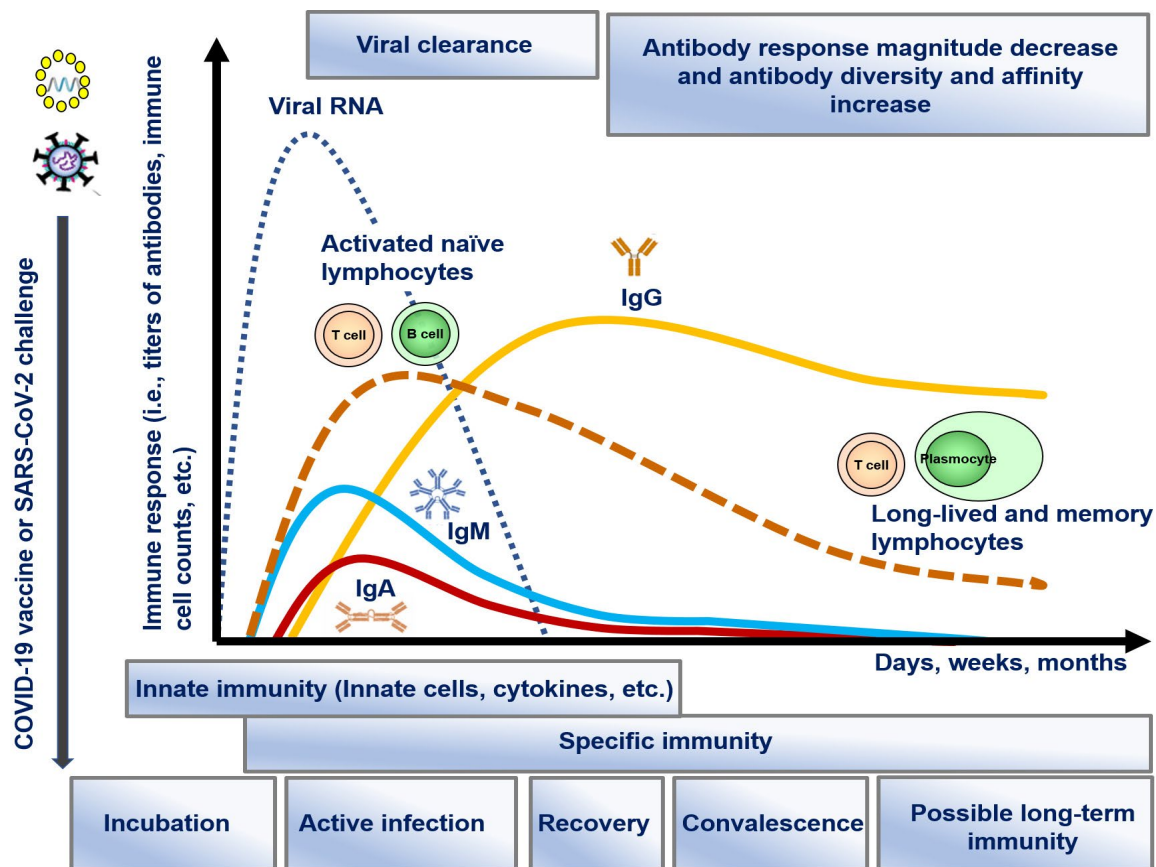 Viral clearance
Antibody response magnitude decrease
and antibody diversity and affinity
increase
Viral RNA
COVID-19 vaccine or SARS-CoV-2 challenge
Immune response (i.e., titers of antibodies, immune
cell counts, etc.)
Activated naïve
lymphocytes
T cell
B cell
IgG
IgM
IgA
T cell
Plasmocyte
Long-lived and memory
lymphocytes
Days, weeks, months
Innate immunity (Innate cells, cytokines, etc.)
Specific immunity
Incubation
Active infection
Recovery
Convalescence
Possible long-term
immunity